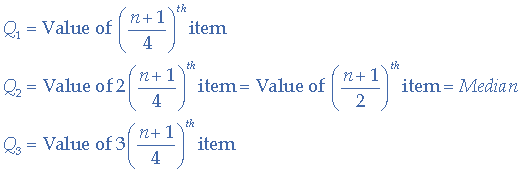 Q₁ = Value of ((n+1)/4)ᵗʰ item
Q₂ = Value of 2((n+1)/4)ᵗʰ item = Value of ((n+1)/2)ᵗʰ item = Median
Q₃ = Value of 3((n+1)/4)ᵗʰ item